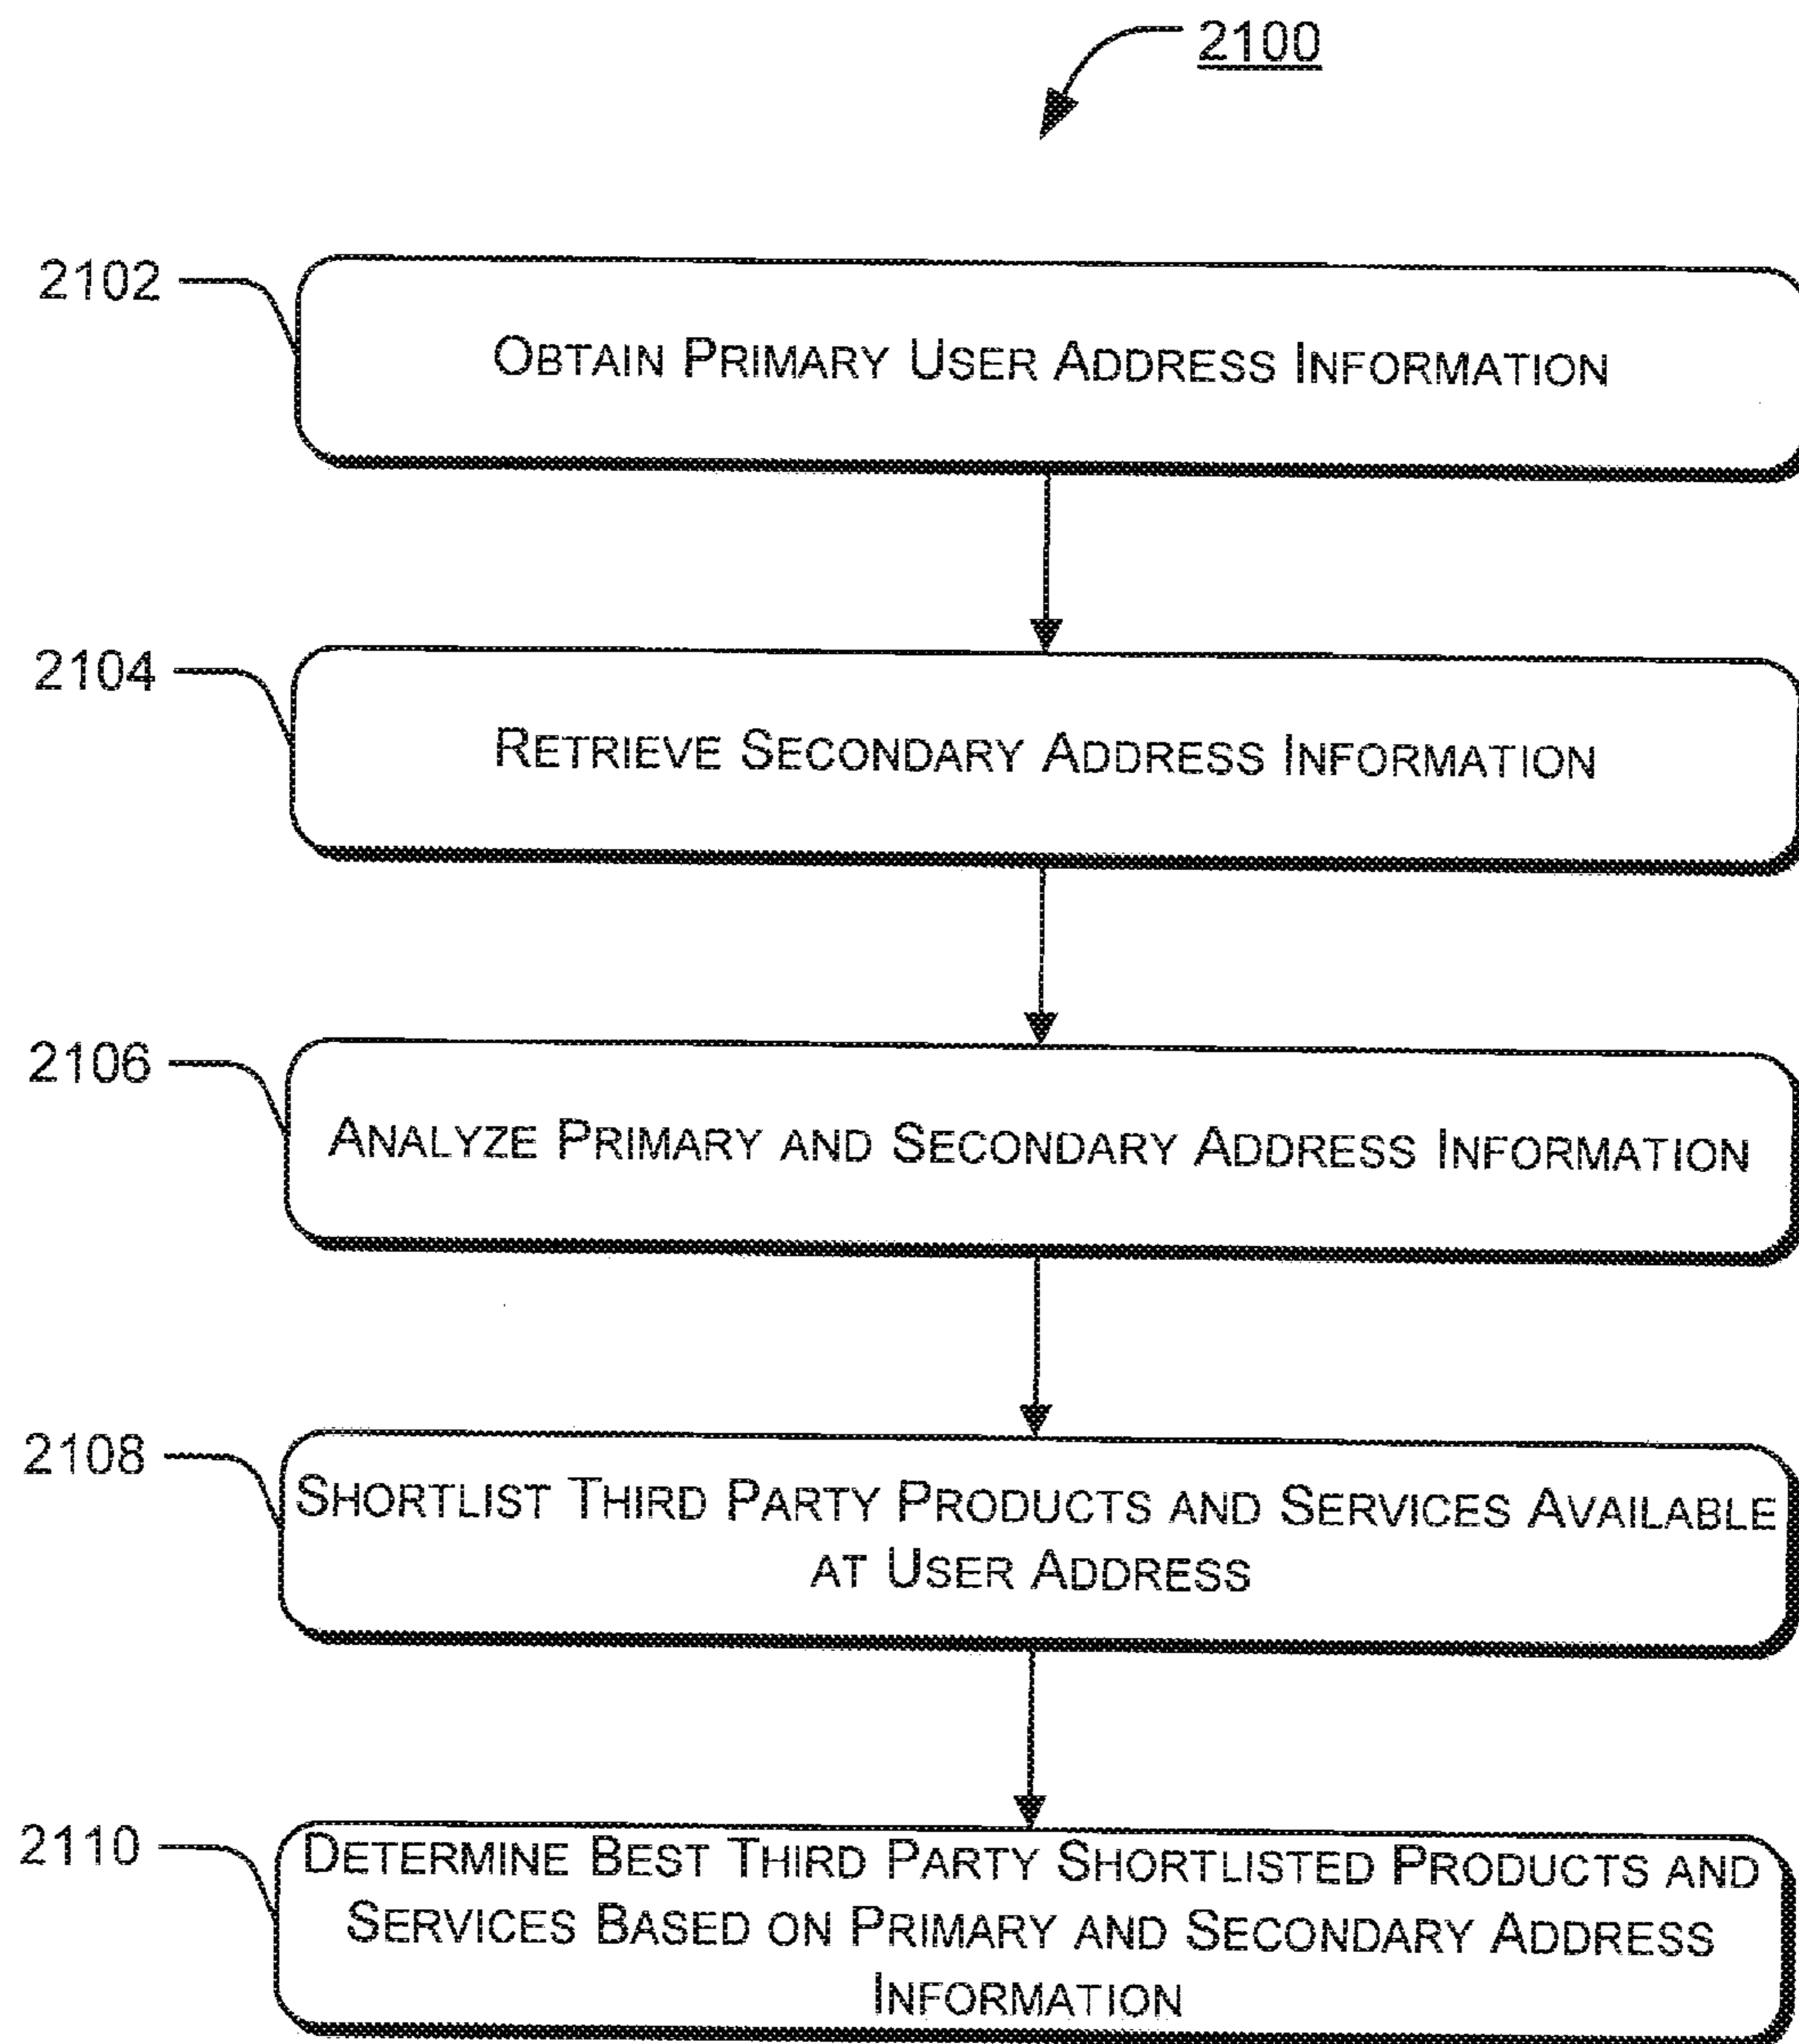 2100
2102
OBTAIN PRIMARY USER ADDRESS INFORMATION
2104
RETRIEVE SECONDARY ADDRESS INFORMATION
2106
ANALYZE PRIMARY AND SECONDARY ADDRESS INFORMATION
2108
SHORTLIST THIRD PARTY PRODUCTS AND SERVICES AVAILABLE
AT USER ADDRESS
2110
DETERMINE BEST THIRD PARTY SHORTLISTED PRODUCTS AND
SERVICES BASED ON PRIMARY AND SECONDARY ADDRESS
INFORMATION